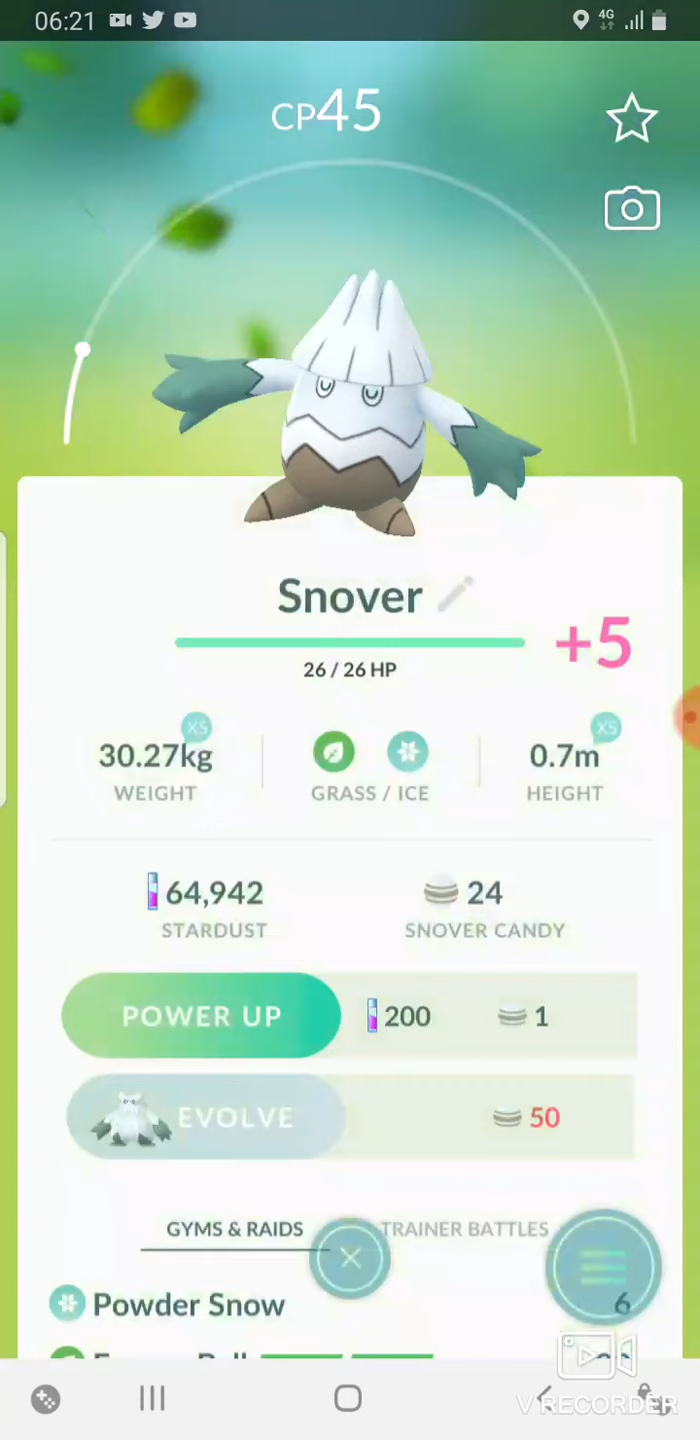 06:21 4G
CP45
Snover
+5
26 / 26 HP
XS XS
30.27kg 0.7m
WEIGHT GRASS / ICE HEIGHT
64,942 24
STARDUST SNOVER CANDY
POWER UP 200 1
EVOLVE 50
GYMS & RAIDS TRAINER BATTLES
Powder Snow 6
V RECORDER